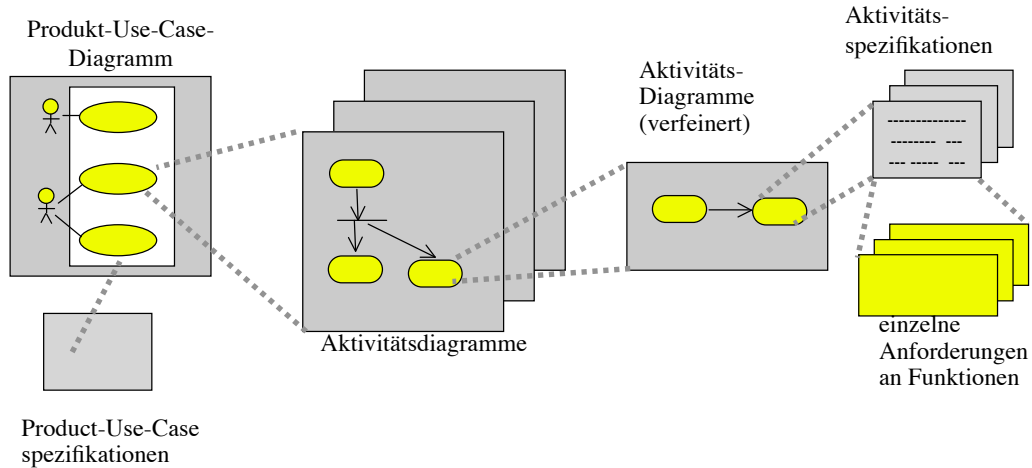 Produkt-Use-Case-
Diagramm
Aktivitäts-
spezifikationen
Aktivitäts-
Diagramme
(verfeinert)
Aktivitätsdiagramme
einzelne
Anforderungen
an Funktionen
Product-Use-Case
spezifikationen